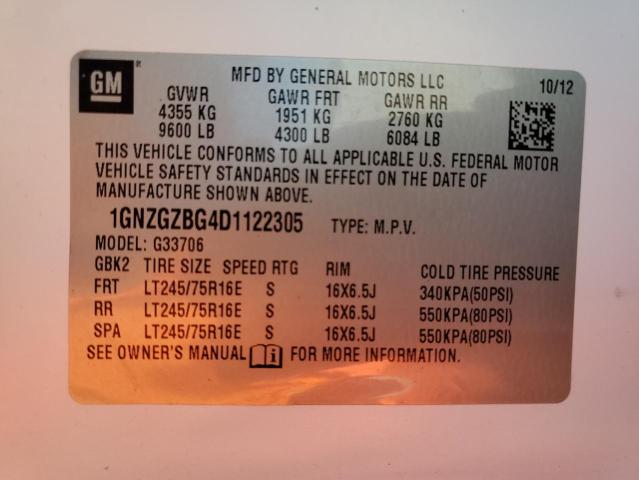 GM
MFD BY GENERAL MOTORS LLC
10/12
GVWR GAWR FRT GAWR RR
4355 KG 1951 KG 2760 KG
9600 LB 4300 LB 6084 LB
THIS VEHICLE CONFORMS TO ALL APPLICABLE U.S. FEDERAL MOTOR
VEHICLE SAFETY STANDARDS IN EFFECT ON THE DATE OF
MANUFACTURE SHOWN ABOVE.
1GNZGZBG4D1122305 TYPE: M.P.V.
MODEL: G33706
GBK2 TIRE SIZE SPEED RTG RIM COLD TIRE PRESSURE
FRT LT245/75R16E S 16X6.5J 340KPA(50PSI)
RR LT245/75R16E S 16X6.5J 550KPA(80PSI)
SPA LT245/75R16E S 16X6.5J 550KPA(80PSI)
SEE OWNER'S MANUAL FOR MORE INFORMATION.